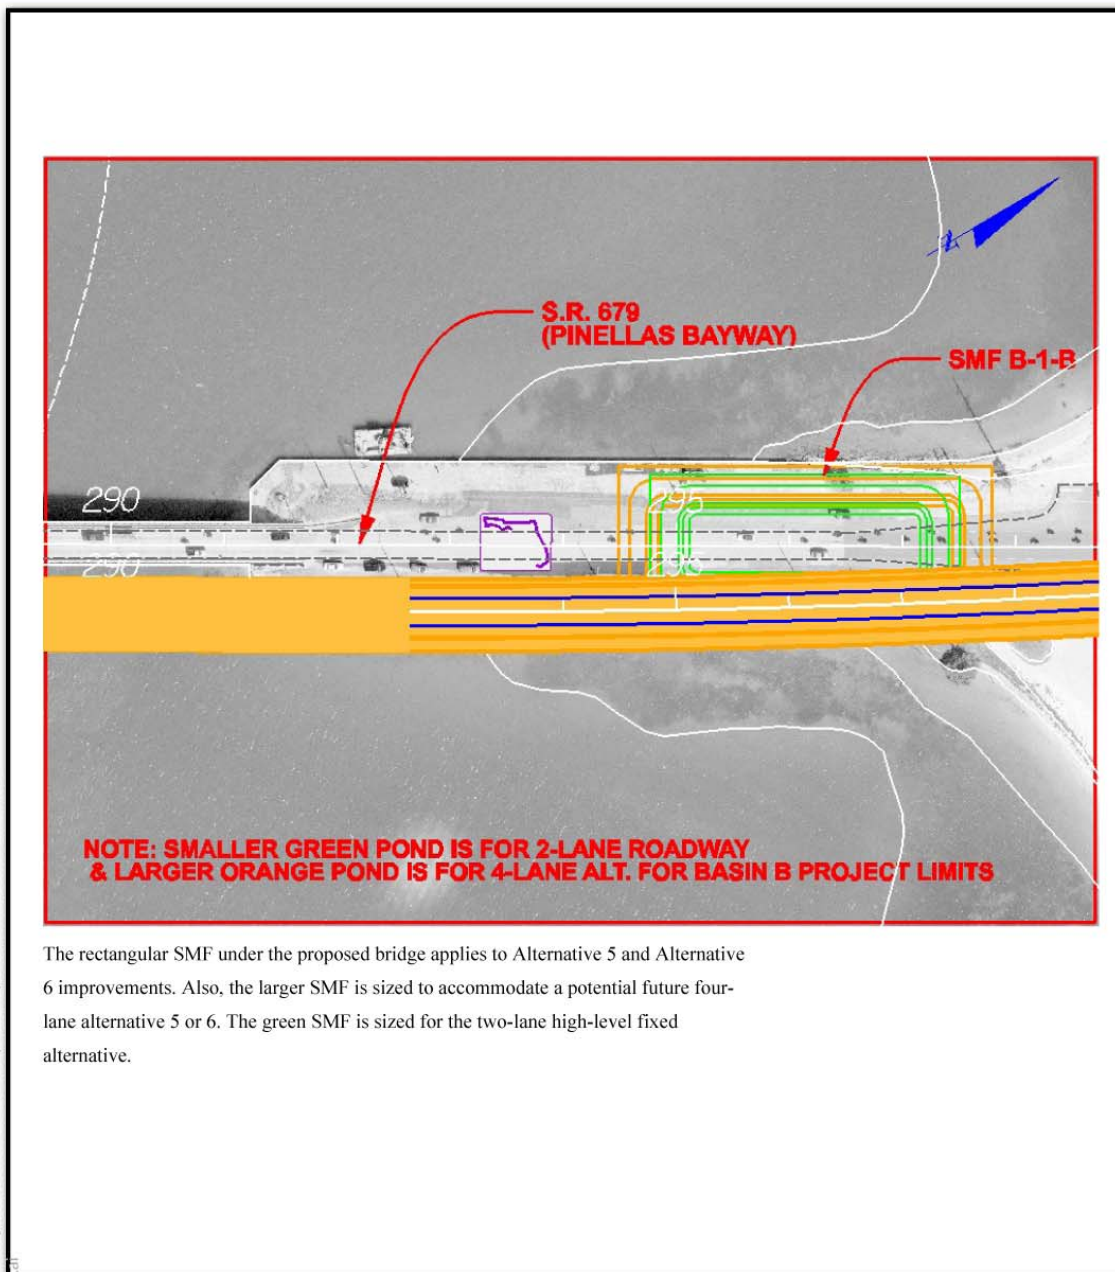 S.R. 679
(PINELLAS BAYWAY)
SMF B-1-B
290
295
290
295
NOTE: SMALLER GREEN POND IS FOR 2-LANE ROADWAY
& LARGER ORANGE POND IS FOR 4-LANE ALT. FOR BASIN B PROJECT LIMITS
The rectangular SMF under the proposed bridge applies to Alternative 5 and Alternative
6 improvements. Also, the larger SMF is sized to accommodate a potential future four-
lane alternative 5 or 6. The green SMF is sized for the two-lane high-level fixed
alternative.